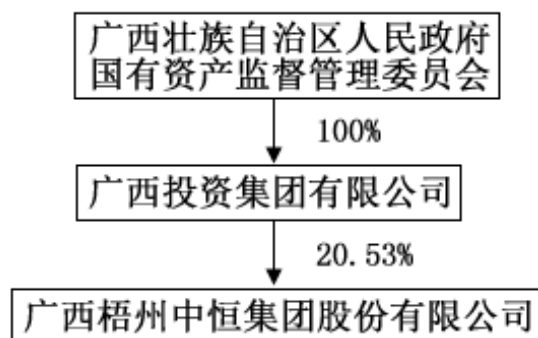 广西壮族自治区人民政府
国有资产监督管理委员会
100%
广西投资集团有限公司
20.53%
广西梧州中恒集团股份有限公司